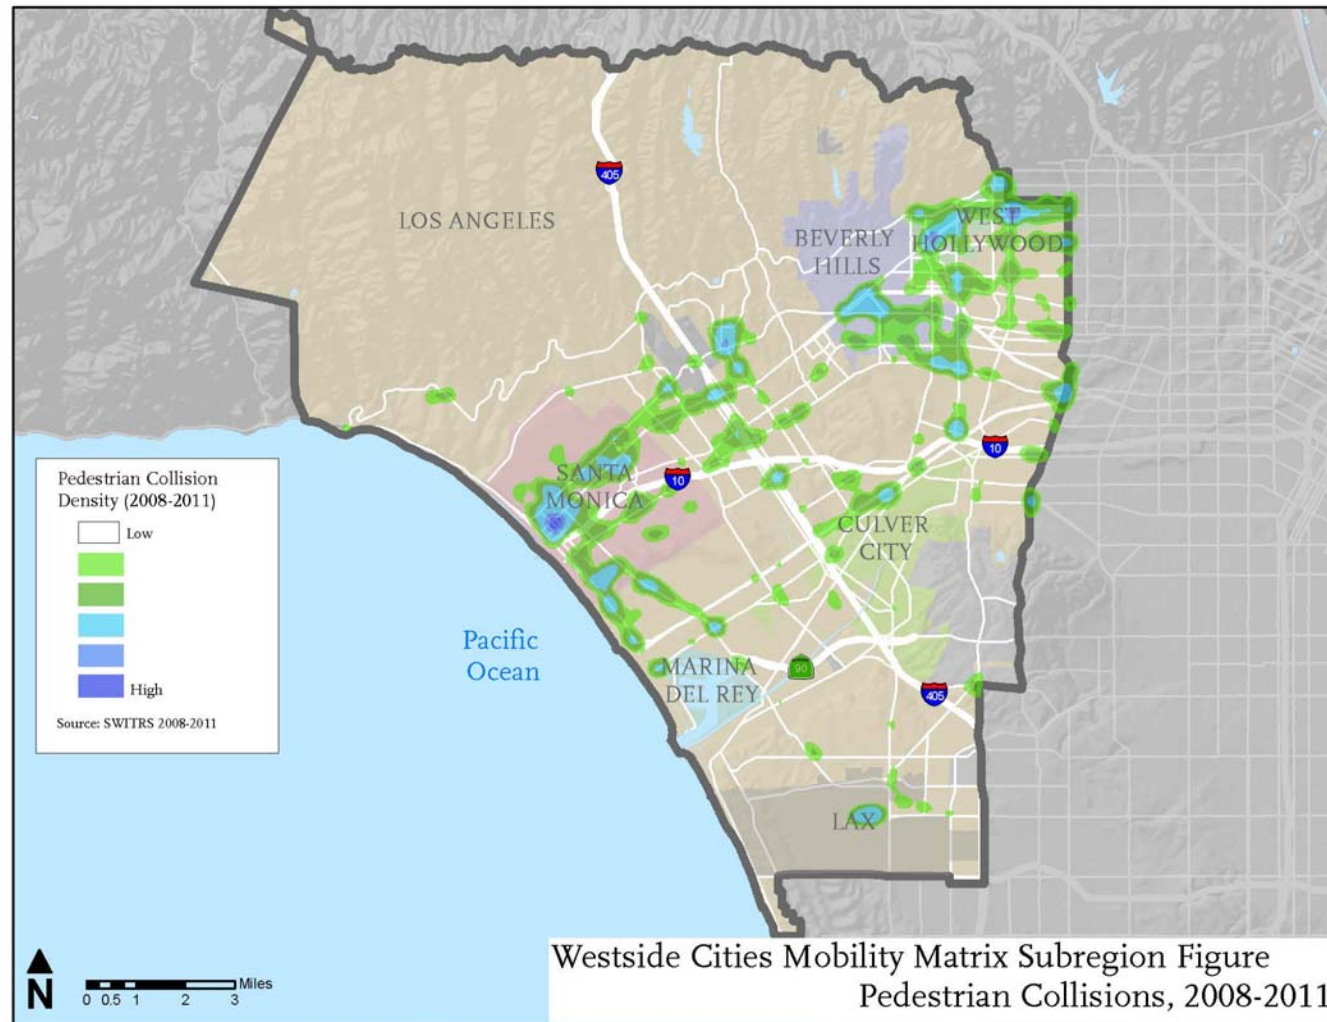 405
LOS ANGELES
WEST
HOLLYWOOD
BEVERLY
HILLS
10
SANTA
MONICA
10
CULVER
CITY
Pedestrian Collision
Density (2008-2011)
Low
High
Source: SWITRS 2008-2011
Pacific
Ocean
MARINA
DEL REY
90
405
LAX
N
0 0.5 1 2 3 Miles
Westside Cities Mobility Matrix Subregion Figure
Pedestrian Collisions, 2008-2011